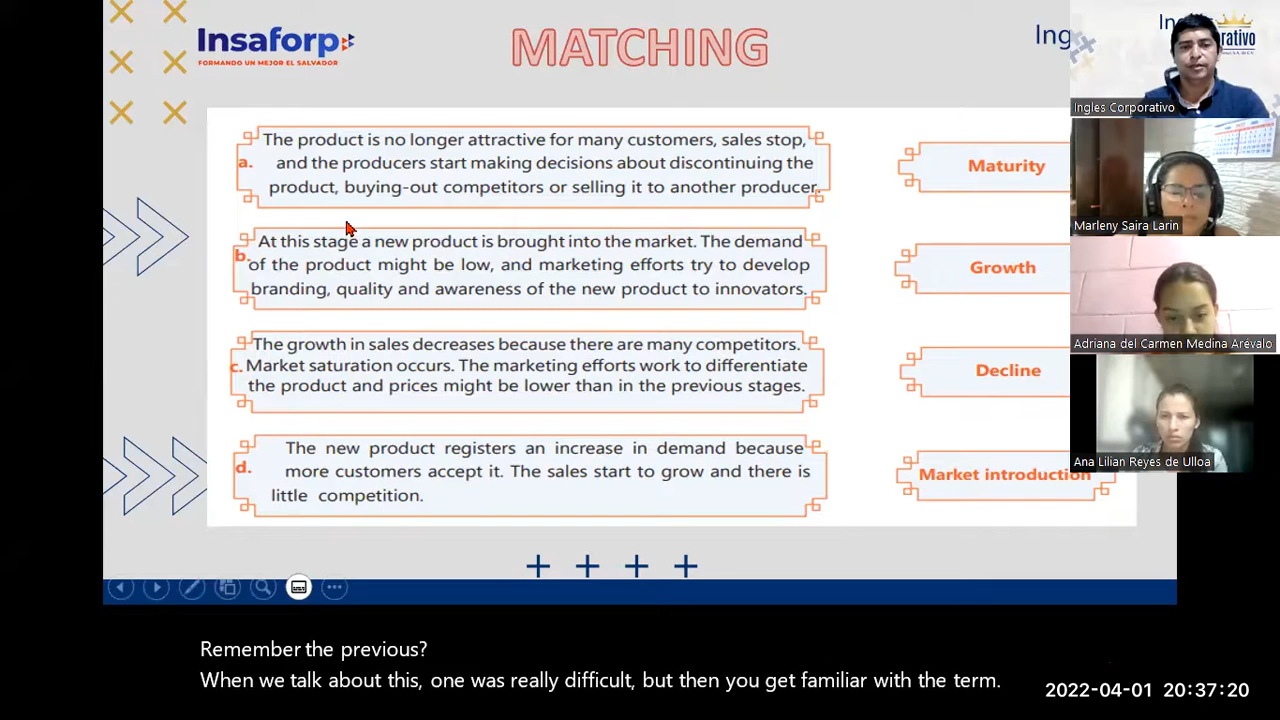 Insaforp
FORMANDO UN MEJOR EL SALVADOR
MATCHING
Ing
Ingles Corporativo
a. The product is no longer attractive for many customers, sales stop,
and the producers start making decisions about discontinuing the
product, buying-out competitors or selling it to another producer.
Maturity
Marleny Saira Larin
b. At this stage a new product is brought into the market. The demand
of the product might be low, and marketing efforts try to develop
branding, quality and awareness of the new product to innovators.
Growth
Adriana del Carmen Medina Arévalo
c. The growth in sales decreases because there are many competitors.
Market saturation occurs. The marketing efforts work to differentiate
the product and prices might be lower than in the previous stages.
Decline
Ana Lilian Reyes de Ulloa
d. The new product registers an increase in demand because
more customers accept it. The sales start to grow and there is
little competition.
Market introduction
Remember the previous?
When we talk about this, one was really difficult, but then you get familiar with the term.
2022-04-01 20:37:20